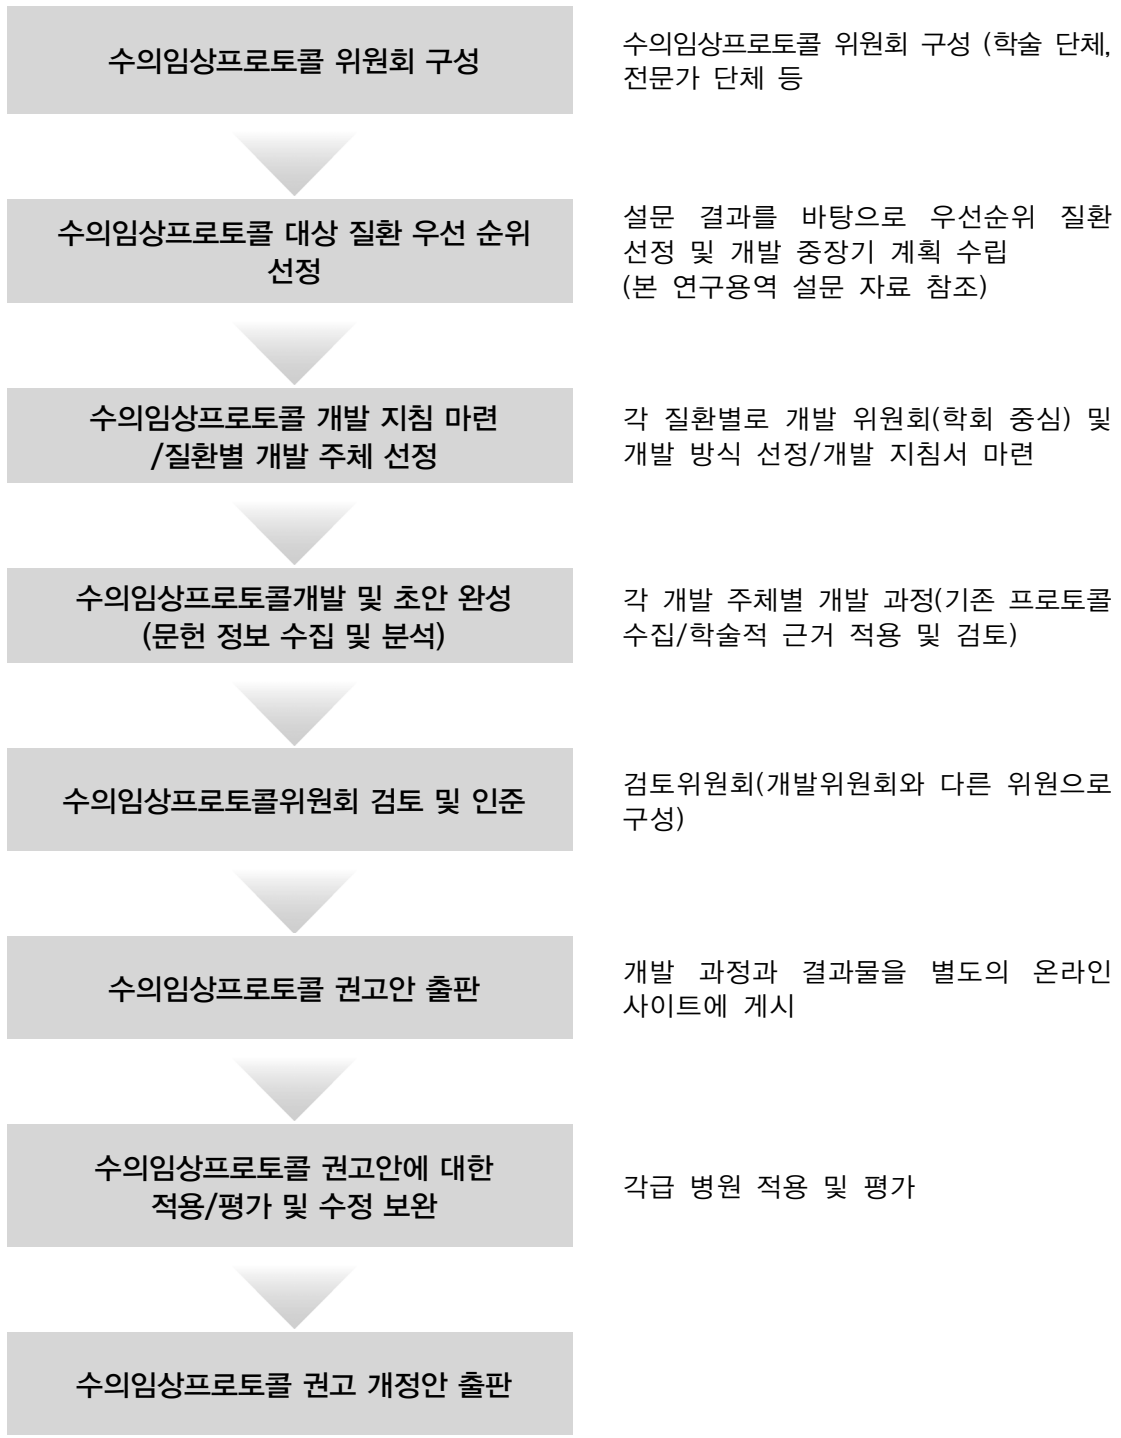 수의임상프로토콜 위원회 구성
수의임상프로토콜 위원회 구성 (학술 단체,
전문가 단체 등
수의임상프로토콜 대상 질환 우선 순위
선정
설문 결과를 바탕으로 우선순위 질환
선정 및 개발 중장기 계획 수립
(본 연구용역 설문 자료 참조)
수의임상프로토콜 개발 지침 마련
/질환별 개발 주체 선정
각 질환별로 개발 위원회(학회 중심) 및
개발 방식 선정/개발 지침서 마련
수의임상프로토콜개발 및 초안 완성
(문헌 정보 수집 및 분석)
각 개발 주체별 개발 과정(기존 프로토콜
수집/학술적 근거 적용 및 검토)
수의임상프로토콜위원회 검토 및 인준
검토위원회(개발위원회와 다른 위원으로
구성)
수의임상프로토콜 권고안 출판
개발 과정과 결과물을 별도의 온라인
사이트에 게시
수의임상프로토콜 권고안에 대한
적용/평가 및 수정 보완
각급 병원 적용 및 평가
수의임상프로토콜 권고 개정안 출판